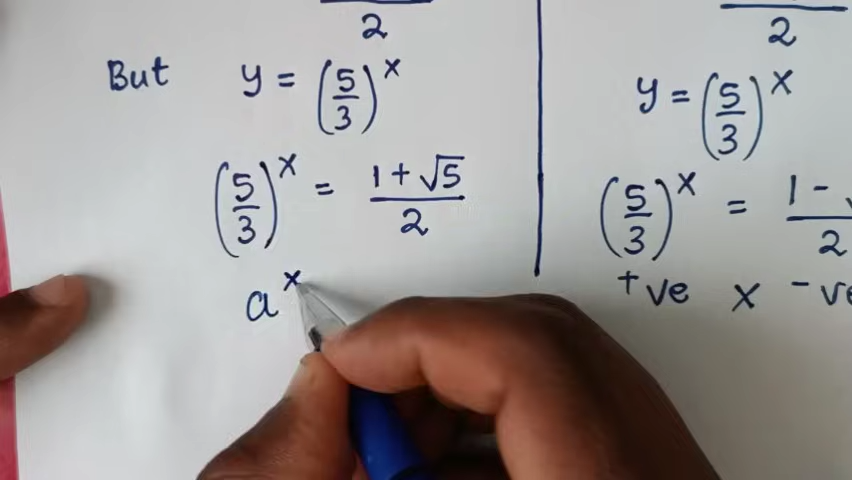 2
But y = (5/3)^x
(5/3)^x = 1 + √5 / 2
a^x
2
y = (5/3)^x
(5/3)^x = 1 - √ / 2
+ve x -ve